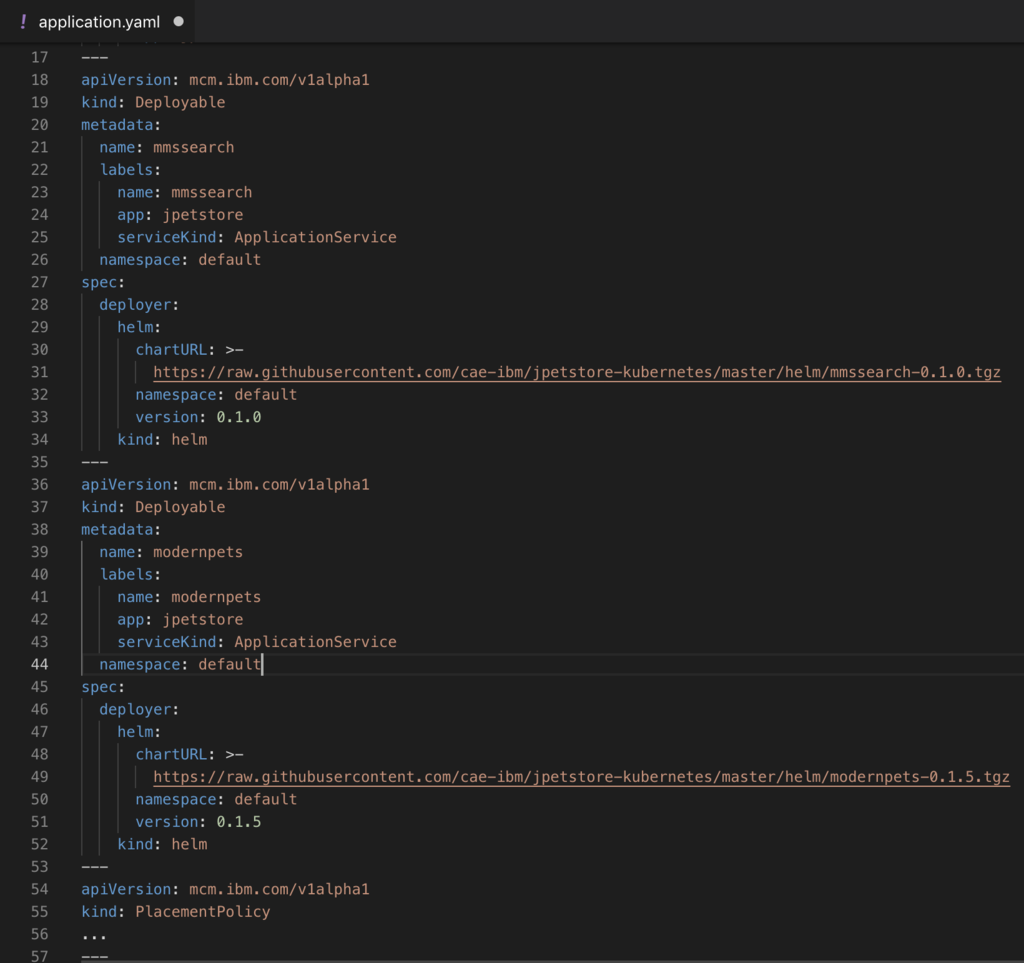 ! application.yaml
17 ---
18 apiVersion: mcm.ibm.com/v1alpha1
19 kind: Deployable
20 metadata:
21   name: mmssearch
22   labels:
23     name: mmssearch
24     app: jpetstore
25     serviceKind: ApplicationService
26   namespace: default
27 spec:
28   deployer:
29     helm:
30       chartURL: >-
31         https://raw.githubusercontent.com/cae-ibm/jpetstore-kubernetes/master/helm/mmssearch-0.1.0.tgz
32       namespace: default
33       version: 0.1.0
34     kind: helm
35 ---
36 apiVersion: mcm.ibm.com/v1alpha1
37 kind: Deployable
38 metadata:
39   name: modernpets
40   labels:
41     name: modernpets
42     app: jpetstore
43     serviceKind: ApplicationService
44   namespace: default
45 spec:
46   deployer:
47     helm:
48       chartURL: >-
49         https://raw.githubusercontent.com/cae-ibm/jpetstore-kubernetes/master/helm/modernpets-0.1.5.tgz
50       namespace: default
51       version: 0.1.5
52     kind: helm
53 ---
54 apiVersion: mcm.ibm.com/v1alpha1
55 kind: PlacementPolicy
56 ...
57 ---